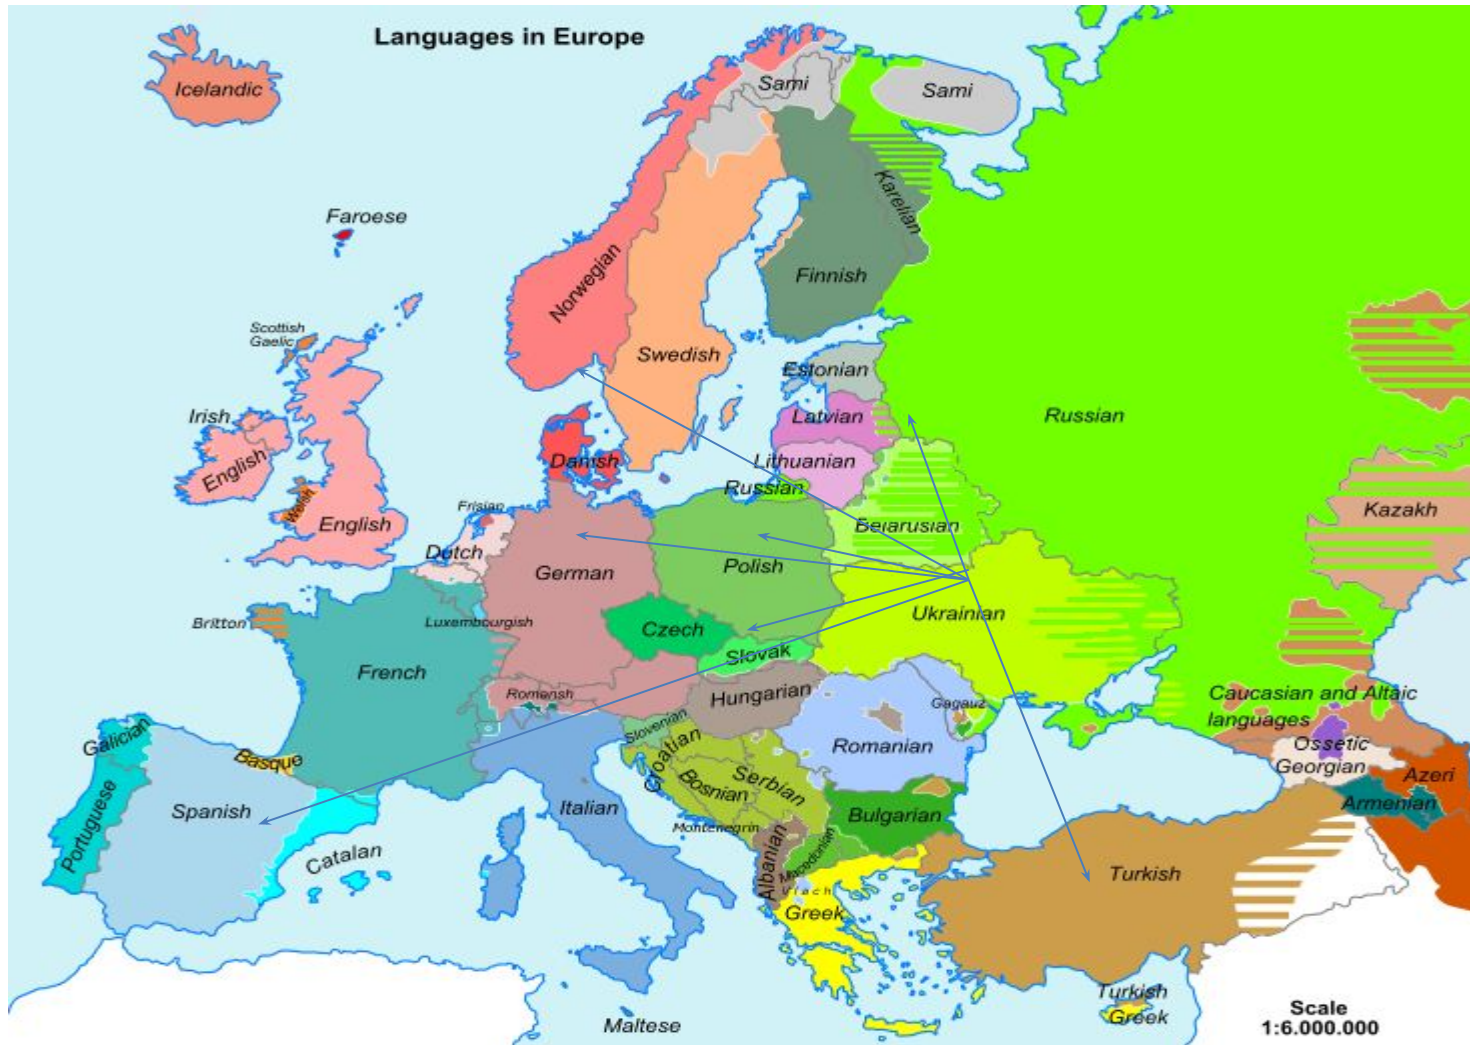 Languages in Europe
Icelandic
Sami
Sami
Faroese
Karelian
Norwegian
Finnish
Scottish
Gaelic
Swedish
Estonian
Irish
Latvian
Russian
English
Danish
Lithuanian
Russian
Welsh
English
Frisian
Belarusian
Kazakh
Dutch
German
Polish
Britton
Luxembourgish
Czech
Ukrainian
French
Slovak
Romansh
Hungarian
Gagauz
Caucasian and Altaic
languages
Galician
Slovenian
Croatian
Romanian
Ossetic
Georgian
Basque
Azeri
Portuguese
Spanish
Italian
Bosnian
Serbian
Bulgarian
Armenian
Montenegrin
Catalan
Albanian
Macedonian
Vlach
Greek
Turkish
Turkish
Greek
Maltese
Scale
1:6.000.000